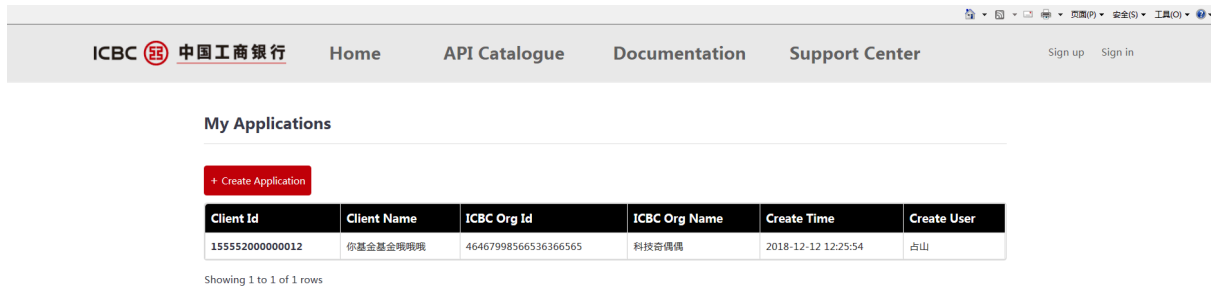 页面(P) 安全(S) 工具(O)
ICBC 中国工商银行 Home API Catalogue Documentation Support Center Sign up Sign in
My Applications
+ Create Application
Client Id Client Name ICBC Org Id ICBC Org Name Create Time Create User
155552000000012 你基金基金哦哦哦 46467998566536366565 科技奇偶偶 2018-12-12 12:25:54 占山
Showing 1 to 1 of 1 rows